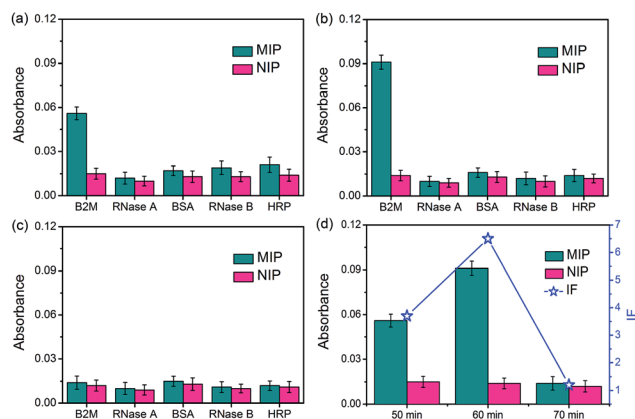 (a)
0.12
0.09
0.06
0.03
0.00
Absorbance
MIP
NIP
B2M RNase A BSA RNase B HRP
(b)
0.12
0.09
0.06
0.03
0.00
Absorbance
MIP
NIP
B2M RNase A BSA RNase B HRP
(c)
0.12
0.09
0.06
0.03
0.00
Absorbance
MIP
NIP
B2M RNase A BSA RNase B HRP
(d)
0.12
0.09
0.06
0.03
0.00
Absorbance
MIP
NIP
IF
7
6
5
4
3
2
1
IF
50 min 60 min 70 min